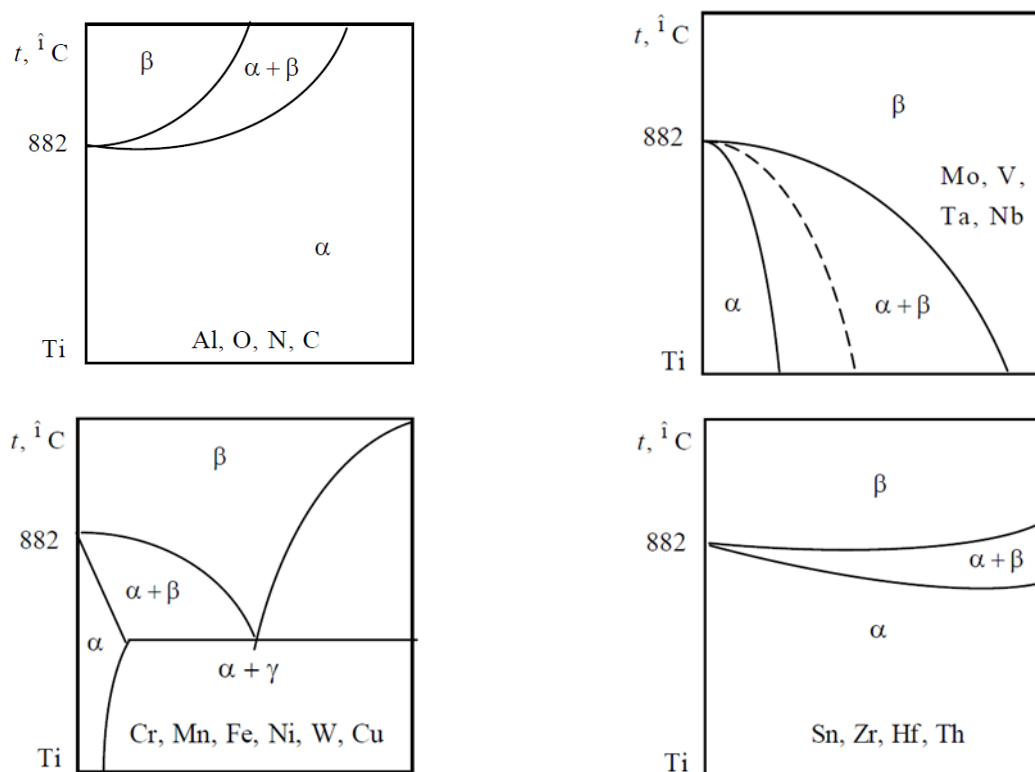 t, î C
β
α + β
882
α
Al, O, N, C
Ti
t, î C
β
882
Mo, V,
Ta, Nb
α
α + β
Ti
t, î C
β
882
α + β
α
α + γ
Cr, Mn, Fe, Ni, W, Cu
Ti
t, î C
β
882
α + β
α
Sn, Zr, Hf, Th
Ti